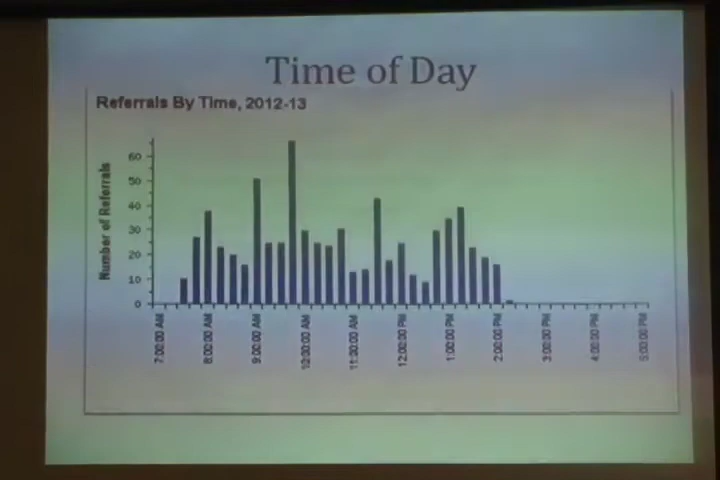 Time of Day
Referrals By Time, 2012-13
Number of Referrals
60
50
40
30
20
10
0
7:00:00 AM
8:00:00 AM
9:00:00 AM
10:00:00 AM
11:00:00 AM
12:00:00 PM
1:00:00 PM
2:00:00 PM
3:00:00 PM
4:00:00 PM
5:00:00 PM